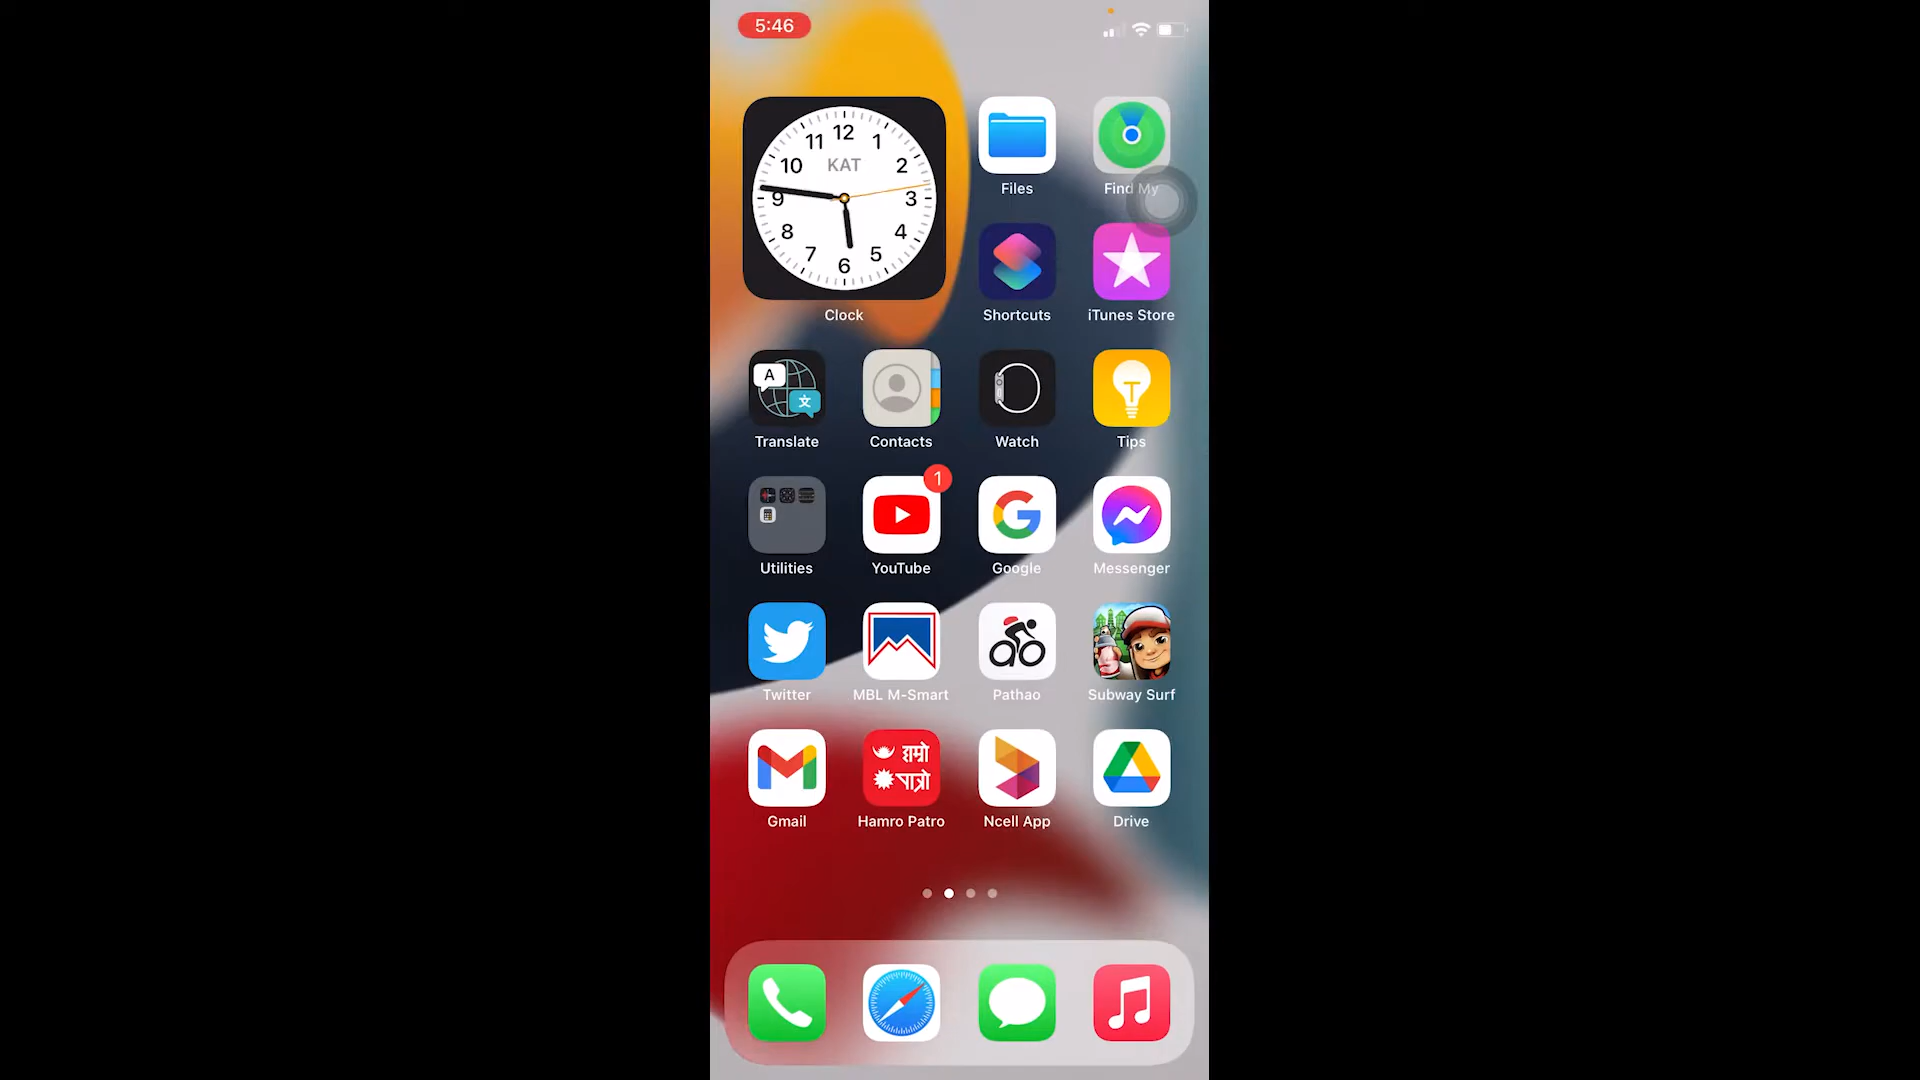 5:46
12
11
1
KAT
10
2
9
3
8
4
7
5
6
Clock
Files
Find My
Shortcuts
iTunes Store
A
文
Translate
Contacts
Watch
Tips
Utilities
1
YouTube
G
Google
Messenger
Twitter
MBL M-Smart
Pathao
Subway Surf
Gmail
हाम्रो
पात्रो
Hamro Patro
Ncell App
Drive